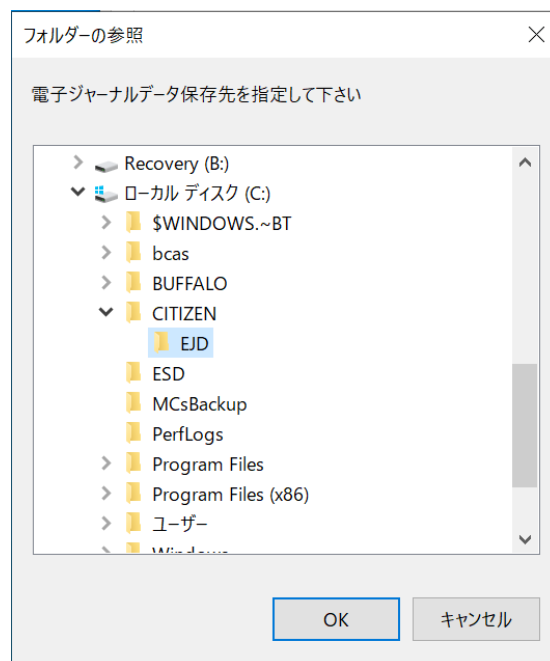 フォルダーの参照
電子ジャーナルデータ保存先を指定して下さい
Recovery (B:)
ローカル ディスク (C:)
$WINDOWS.~BT
bcas
BUFFALO
CITIZEN
EJD
ESD
MCsBackup
PerfLogs
Program Files
Program Files (x86)
ユーザー
Windows
OK
キャンセル